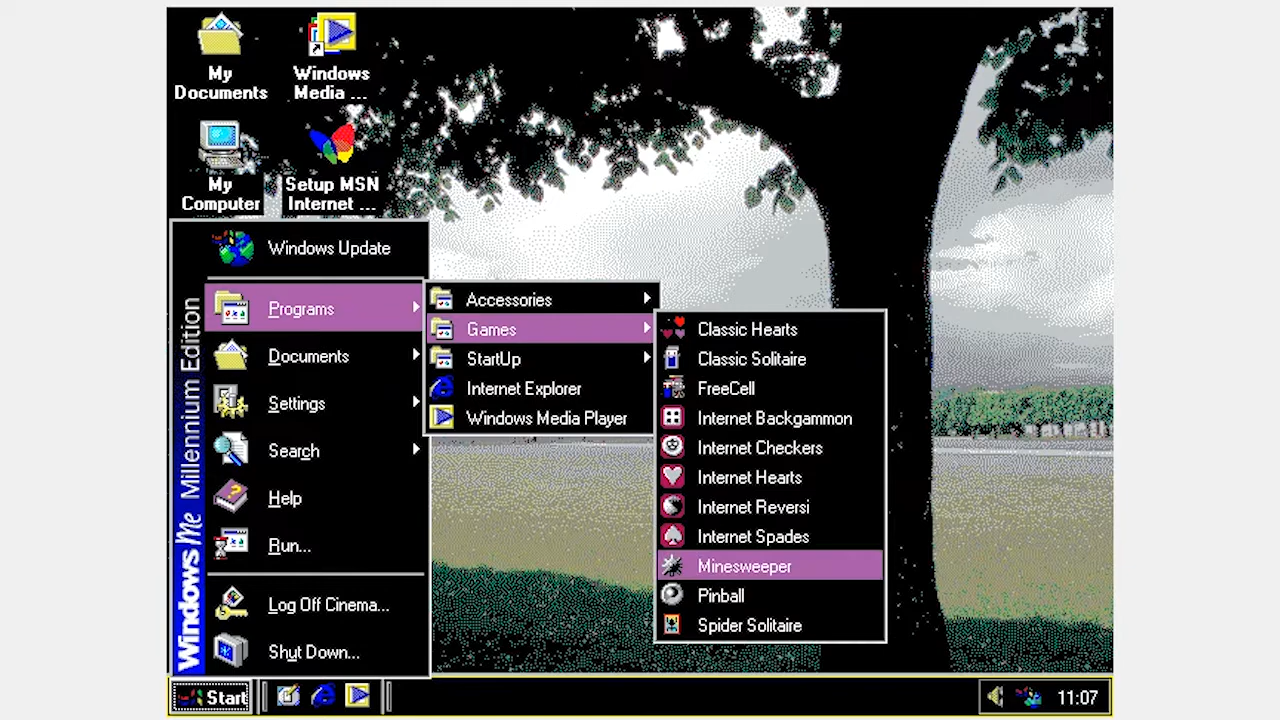 My
Documents
Windows
Media ...
My
Computer
Setup MSN
Internet ...
Windows Update
Programs
Documents
Settings
Search
Help
Run...
Log Off Cinema...
Shut Down...
Windows Me Millennium Edition
Accessories
Games
StartUp
Internet Explorer
Windows Media Player
Classic Hearts
Classic Solitaire
FreeCell
Internet Backgammon
Internet Checkers
Internet Hearts
Internet Reversi
Internet Spades
Minesweeper
Pinball
Spider Solitaire
Start
11:07